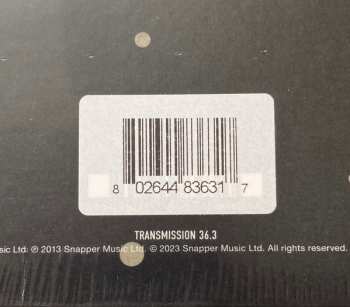 8 02644 83631 7
TRANSMISSION 36.3
sic Ltd. ℗ 2013 Snapper Music Ltd. © 2023 Snapper Music Ltd. All rights reserved.